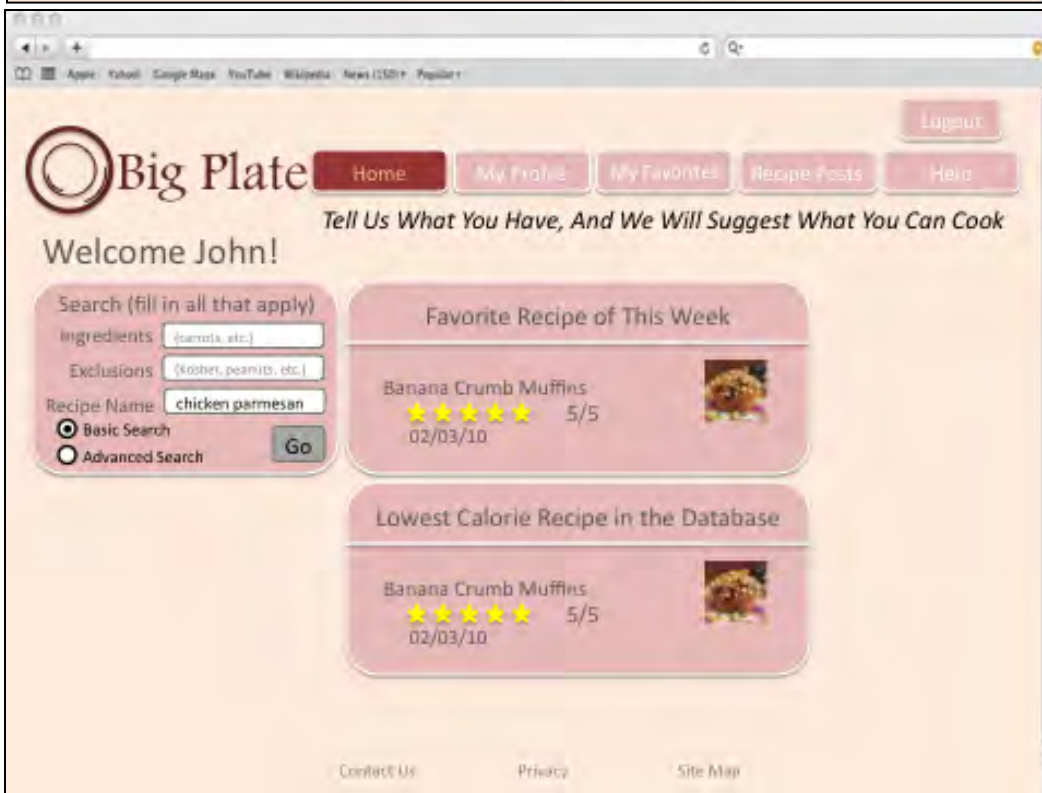 Apple Yahoo! Google Maps YouTube Wikipedia News (150) Popular
Logout
Big Plate
Home My Profile My Favorites Recipe Posts Help
Tell Us What You Have, And We Will Suggest What You Can Cook
Welcome John!
Search (fill in all that apply)
Ingredients (carrots, etc.)
Exclusions (kosher, peanuts, etc.)
Recipe Name chicken parmesan
Basic Search
Advanced Search
Go
Favorite Recipe of This Week
Banana Crumb Muffins
5/5
02/03/10
Lowest Calorie Recipe in the Database
Banana Crumb Muffins
5/5
02/03/10
Contact Us Privacy Site Map